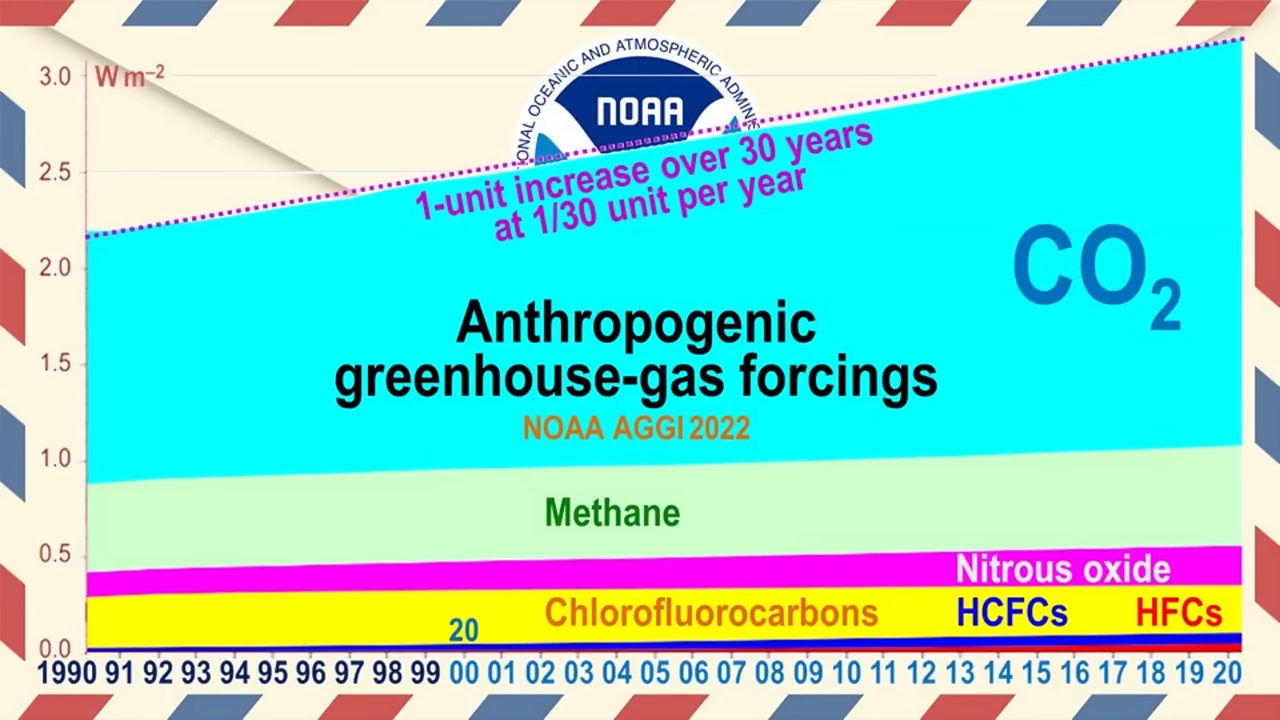 ONAL OCEANIC AND ATMOSPHERIC ADMINIS
NOAA
3.0 W m–2
2.5
2.0
1.5
1.0
0.5
0.0
1-unit increase over 30 years
at 1/30 unit per year
CO2
Anthropogenic
greenhouse-gas forcings
NOAA AGGI 2022
Methane
Nitrous oxide
Chlorofluorocarbons HCFCs HFCs
20
1990 91 92 93 94 95 96 97 98 99 00 01 02 03 04 05 06 07 08 09 10 11 12 13 14 15 16 17 18 19 20